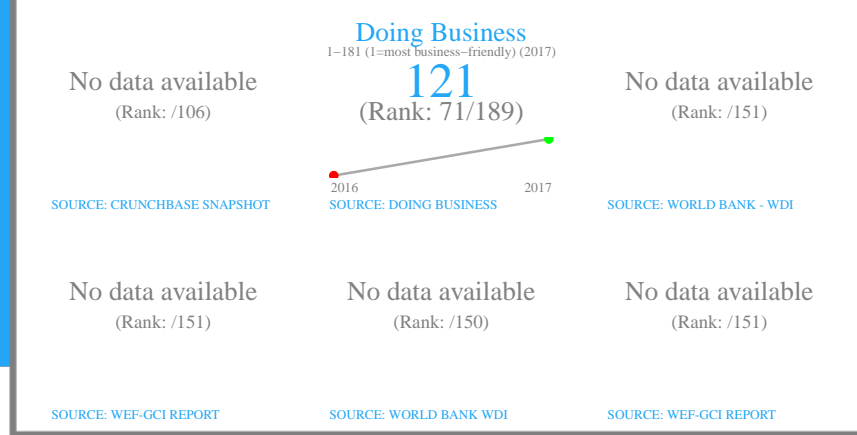 Doing Business
1−181 (1=most business−friendly) (2017)
No data available
(Rank: /106)
121
(Rank: 71/189)
No data available
(Rank: /151)
2016
2017
SOURCE: CRUNCHBASE SNAPSHOT
SOURCE: DOING BUSINESS
SOURCE: WORLD BANK - WDI
No data available
(Rank: /151)
No data available
(Rank: /150)
No data available
(Rank: /151)
SOURCE: WEF-GCI REPORT
SOURCE: WORLD BANK WDI
SOURCE: WEF-GCI REPORT